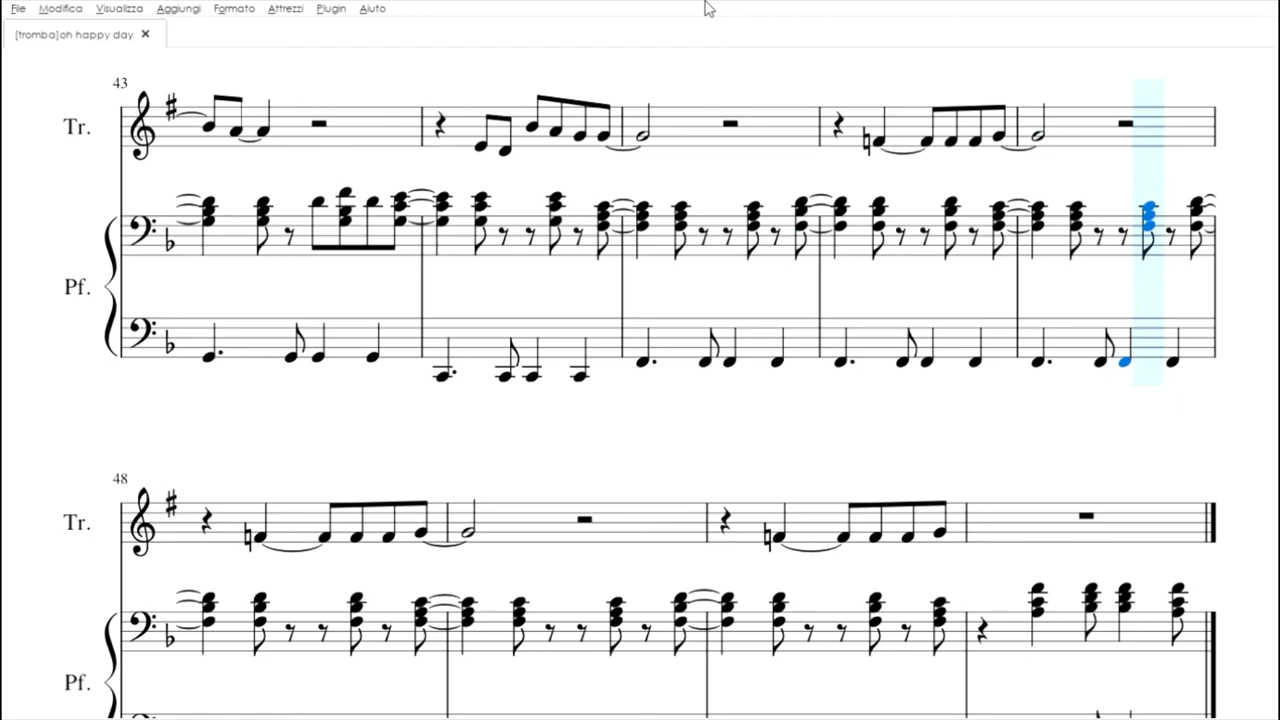 File Modifica Visualizza Aggiungi Formato Attrezzi Plugin Aiuto
[tromba]oh happy day ✕
43
Tr.
Pf.
48
Tr.
Pf.